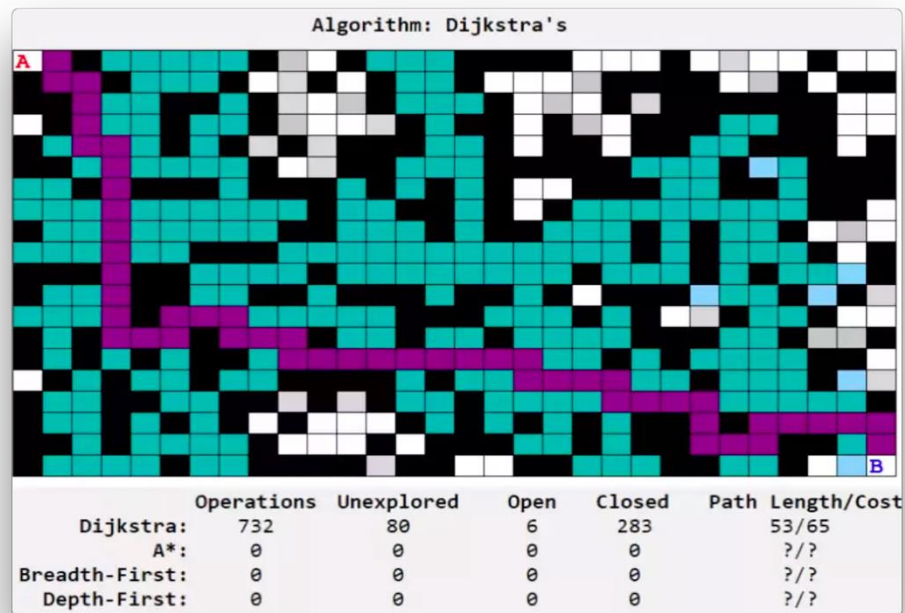 Algorithm: Dijkstra's
A
B
Operations Unexplored Open Closed Path Length/Cost
Dijkstra: 732 80 6 283 53/65
A*: 0 0 0 0 ?/?
Breadth-First: 0 0 0 0 ?/?
Depth-First: 0 0 0 0 ?/?